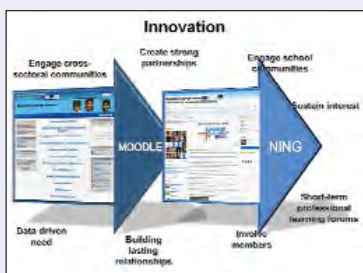 Innovation
Create strong
partnerships
Engage cross-
sectoral communities
Engage school
communities
Sustain interest
MOODLE
NING
Short-term
professional
learning forums
Data driven
need
Building
lasting
relationships
Involve
members